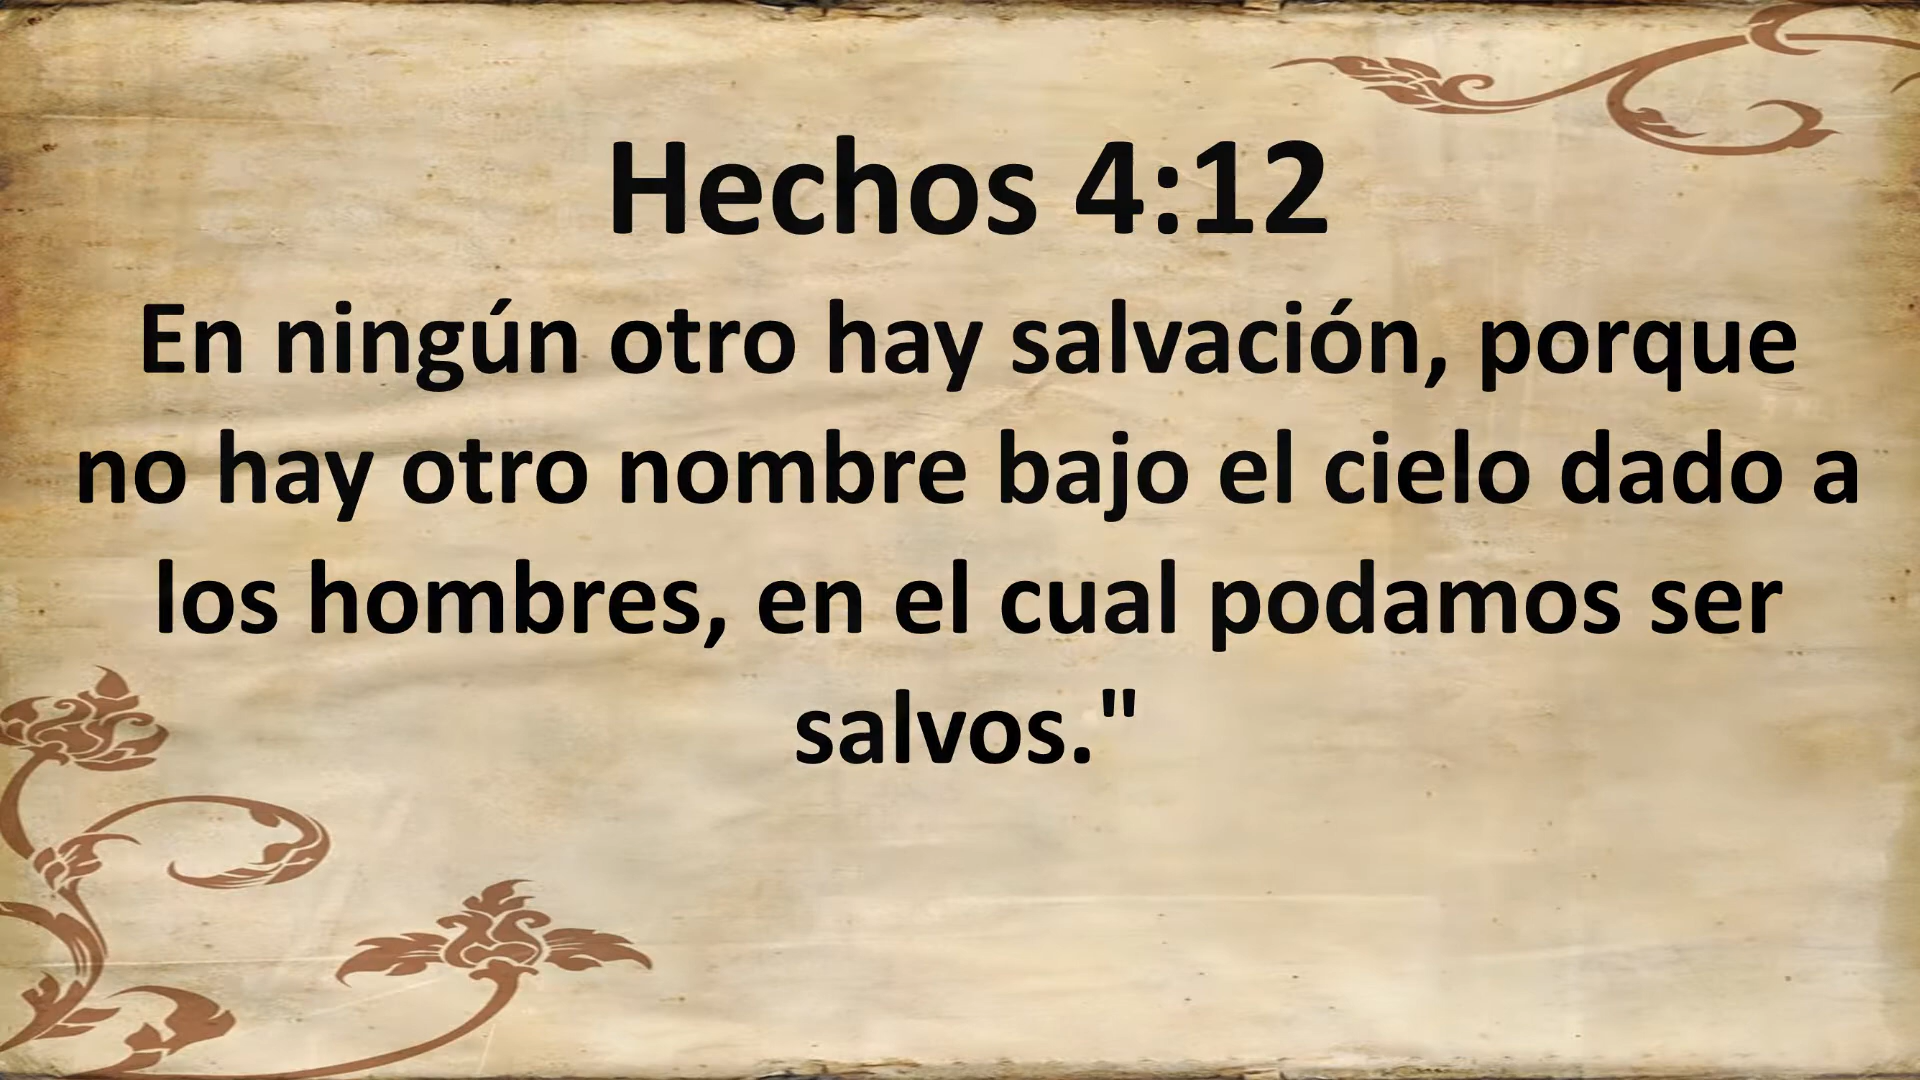 Hechos 4:12
En ningún otro hay salvación, porque
no hay otro nombre bajo el cielo dado a
los hombres, en el cual podamos ser
salvos."